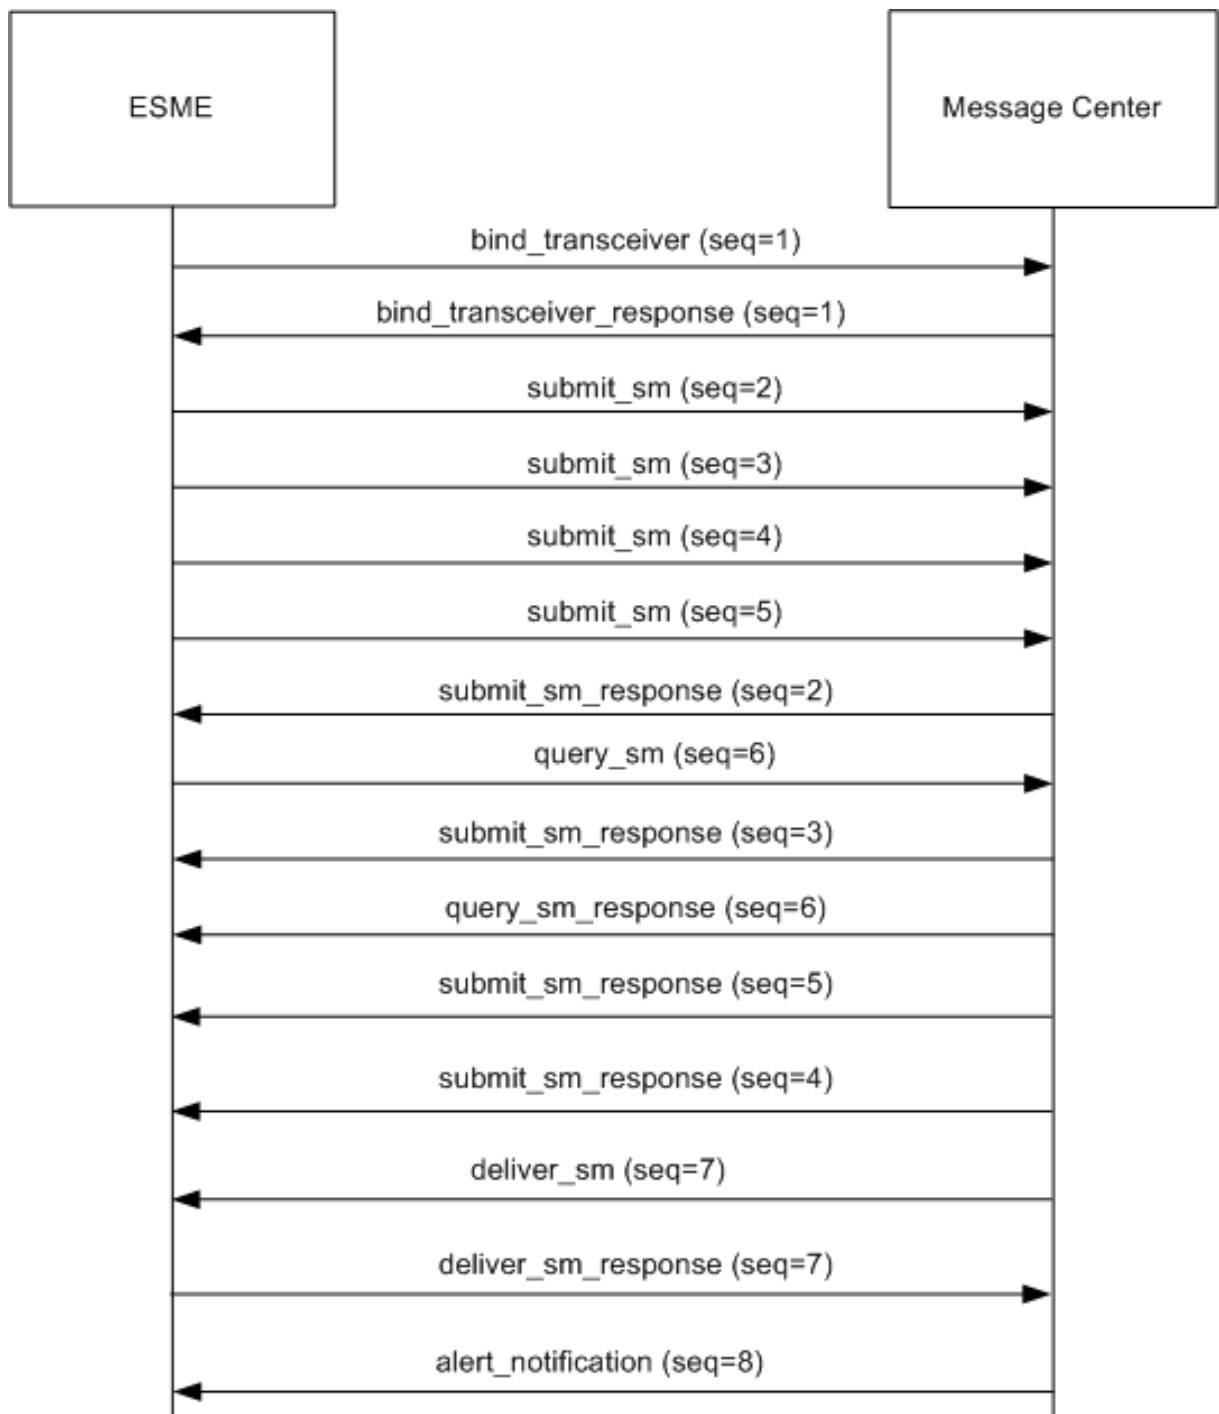 ESME
Message Center
bind_transceiver (seq=1)
bind_transceiver_response (seq=1)
submit_sm (seq=2)
submit_sm (seq=3)
submit_sm (seq=4)
submit_sm (seq=5)
submit_sm_response (seq=2)
query_sm (seq=6)
submit_sm_response (seq=3)
query_sm_response (seq=6)
submit_sm_response (seq=5)
submit_sm_response (seq=4)
deliver_sm (seq=7)
deliver_sm_response (seq=7)
alert_notification (seq=8)